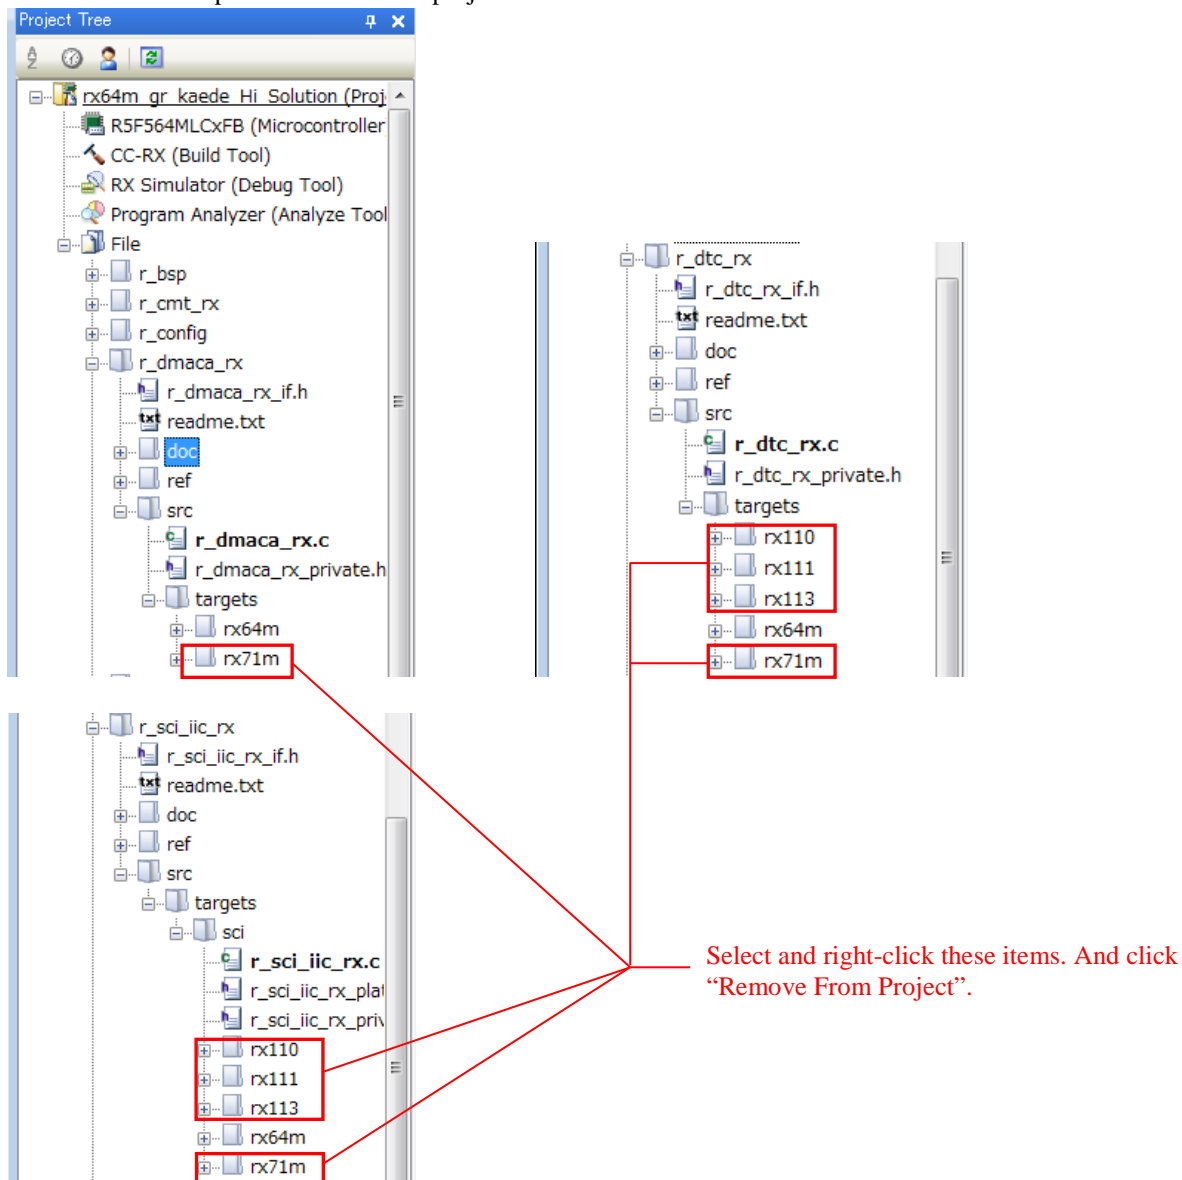 Project Tree
rx64m_gr_kaede_Hi_Solution (Proj
R5F564MLCxFB (Microcontroller
CC-RX (Build Tool)
RX Simulator (Debug Tool)
Program Analyzer (Analyze Tool
File
r_bsp
r_cmt_rx
r_config
r_dmaca_rx
r_dmaca_rx_if.h
readme.txt
doc
ref
src
r_dmaca_rx.c
r_dmaca_rx_private.h
targets
rx64m
rx71m
r_dtc_rx
r_dtc_rx_if.h
readme.txt
doc
ref
src
r_dtc_rx.c
r_dtc_rx_private.h
targets
rx110
rx111
rx113
rx64m
rx71m
r_sci_iic_rx
r_sci_iic_rx_if.h
readme.txt
doc
ref
src
targets
sci
r_sci_iic_rx.c
r_sci_iic_rx_plat
r_sci_iic_rx_priv
rx110
rx111
rx113
rx64m
rx71m
Select and right-click these items. And click
“Remove From Project”.